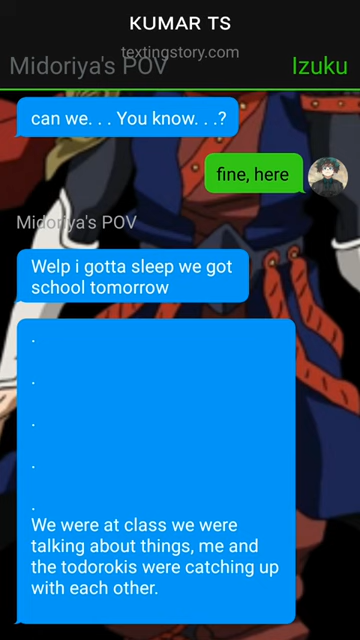 KUMAR TS
textingstory.com
Midoriya's POV
Izuku
can we. . . You know. . .?
fine, here
Midoriya's POV
Welp i gotta sleep we got
school tomorrow
.
.
.
.
.
We were at class we were
talking about things, me and
the todorokis were catching up
with each other.